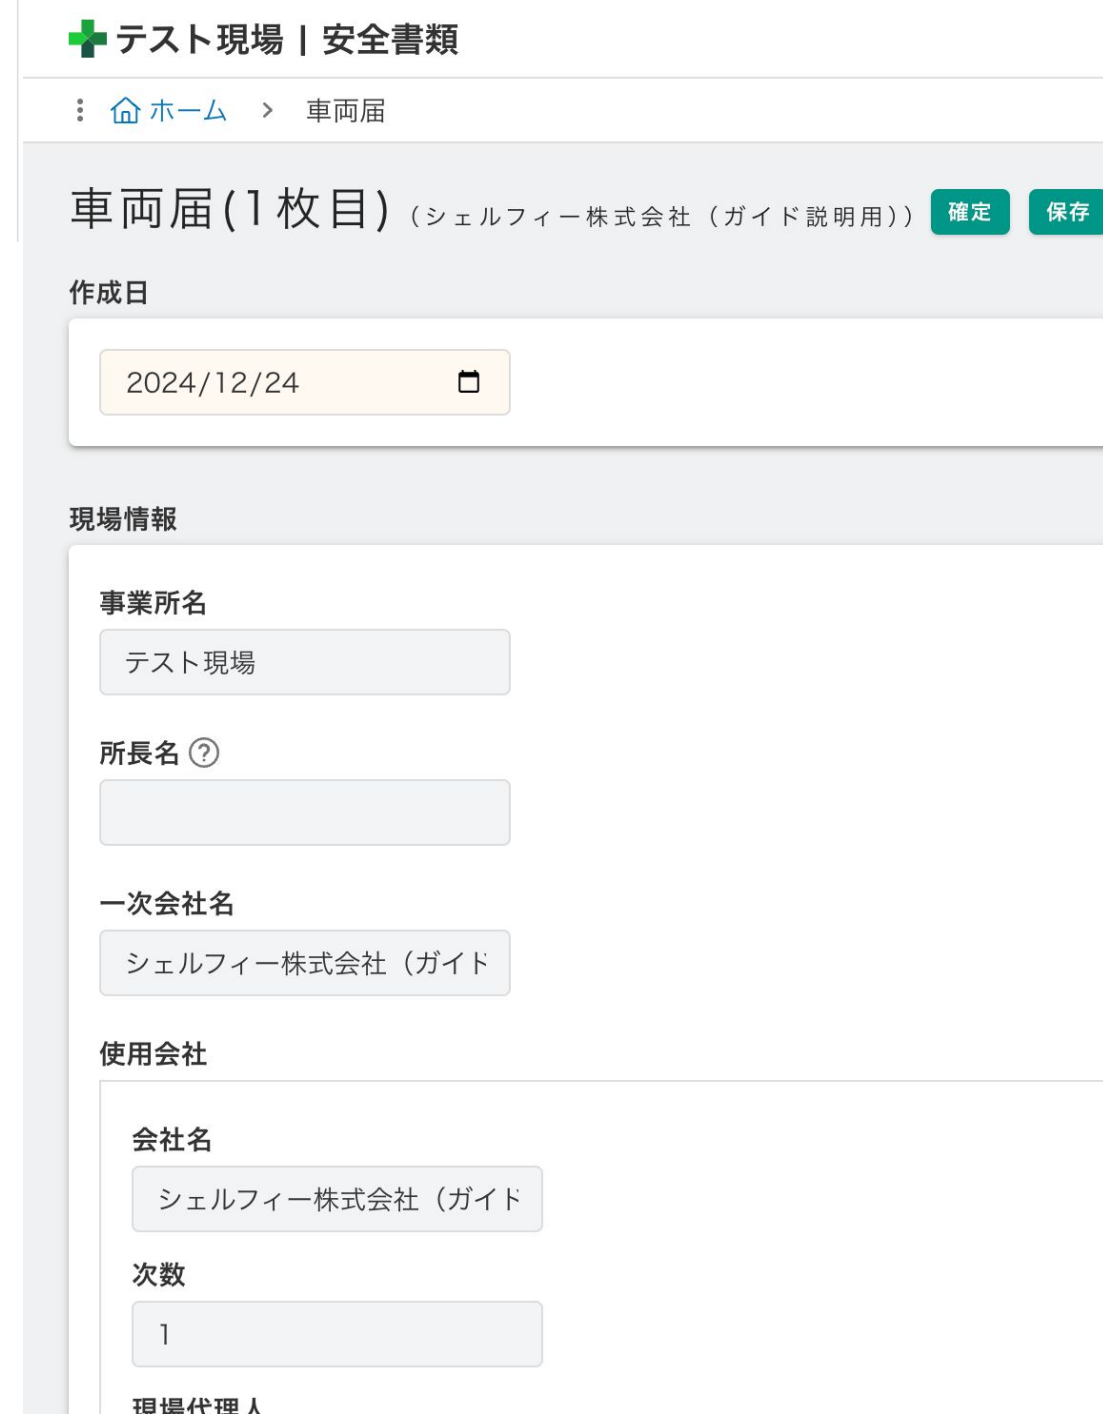 テスト現場 | 安全書類
ホーム > 車両届
車両届(1枚目) (シェルフィー株式会社 (ガイド説明用)) 確定 保存
作成日
2024/12/24
現場情報
事業所名
テスト現場
所長名 ?
一次会社名
シェルフィー株式会社 (ガイド
使用会社
会社名
シェルフィー株式会社 (ガイド
次数
1
現場代理人